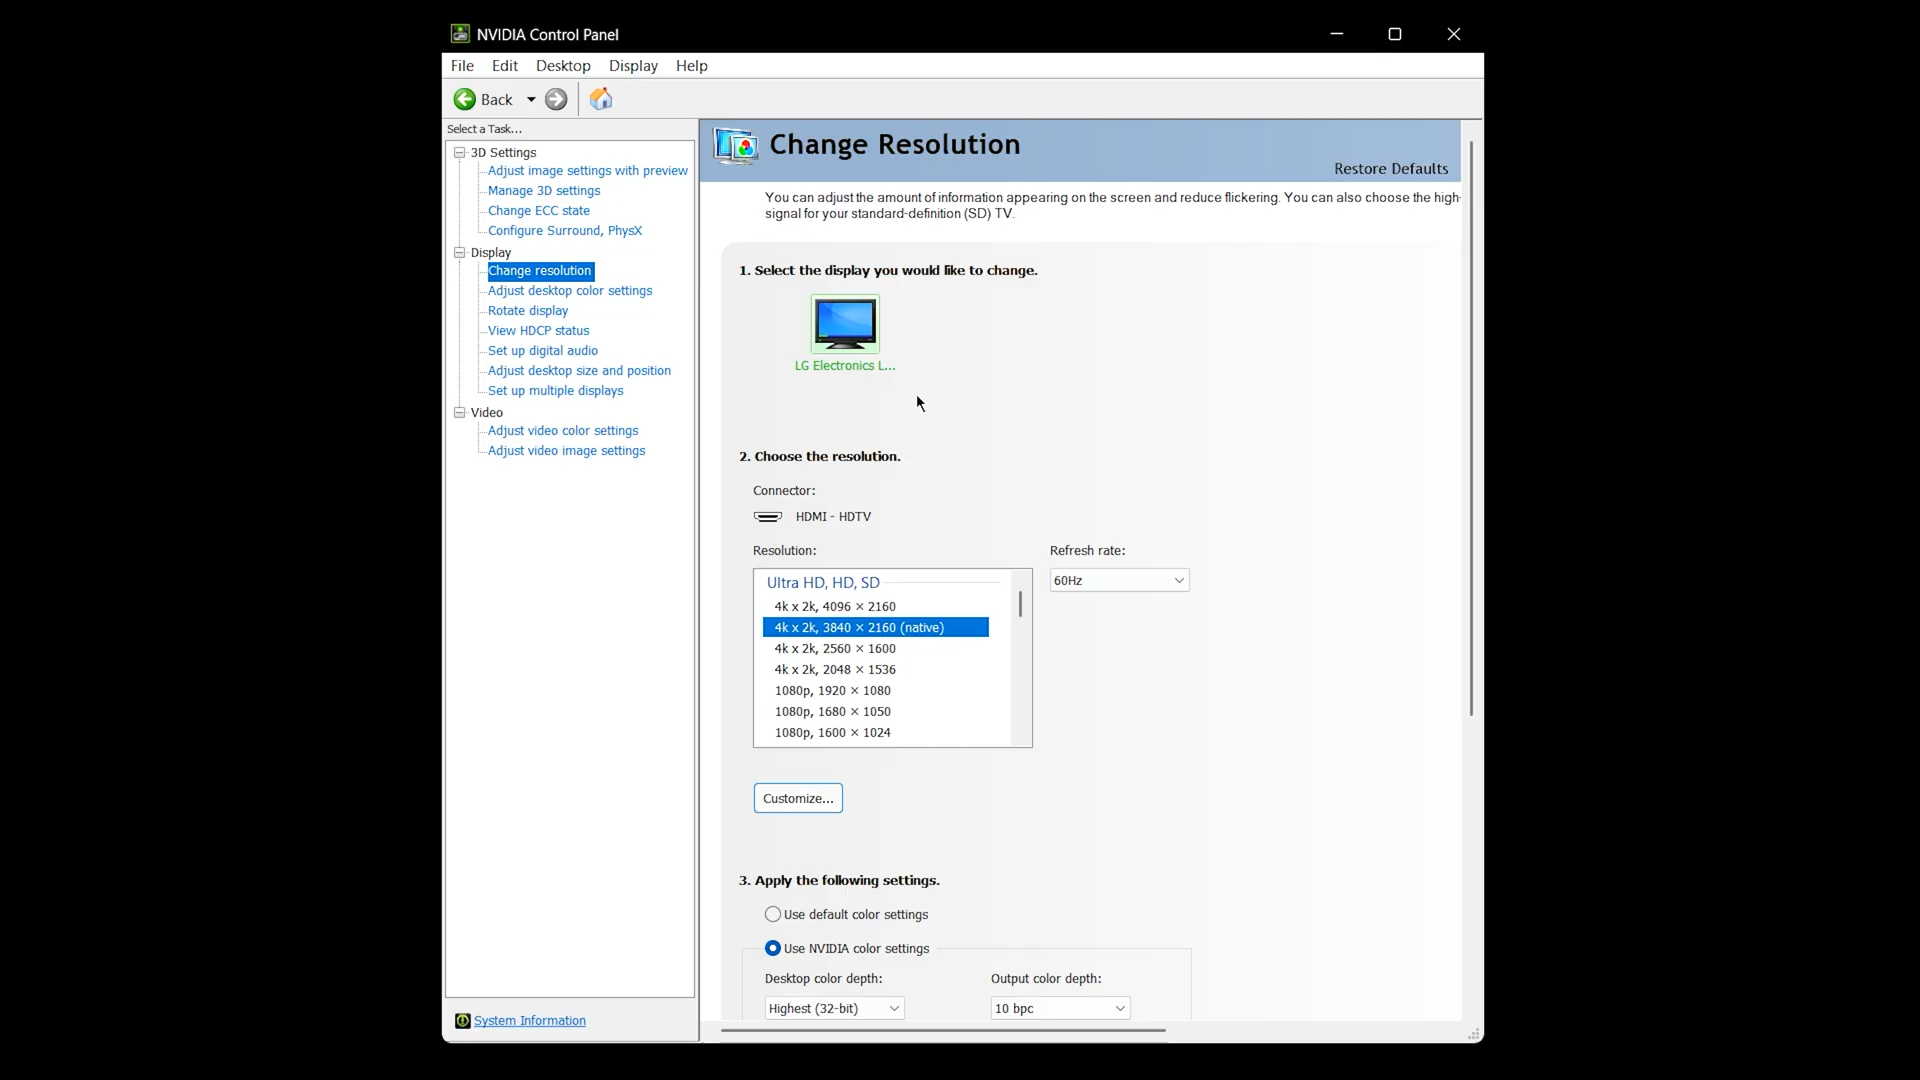 NVIDIA Control Panel
File Edit Desktop Display Help
Back
Select a Task...
3D Settings
Adjust image settings with preview
Manage 3D settings
Change ECC state
Configure Surround, PhysX
Display
Change resolution
Adjust desktop color settings
Rotate display
View HDCP status
Set up digital audio
Adjust desktop size and position
Set up multiple displays
Video
Adjust video color settings
Adjust video image settings
System Information
Change Resolution
Restore Defaults
You can adjust the amount of information appearing on the screen and reduce flickering. You can also choose the high-
signal for your standard-definition (SD) TV.
1. Select the display you would like to change.
LG Electronics L...
2. Choose the resolution.
Connector:
HDMI - HDTV
Resolution:
Refresh rate:
Ultra HD, HD, SD
60Hz
4k x 2k, 4096 × 2160
4k x 2k, 3840 × 2160 (native)
4k x 2k, 2560 × 1600
4k x 2k, 2048 × 1536
1080p, 1920 × 1080
1080p, 1680 × 1050
1080p, 1600 × 1024
Customize...
3. Apply the following settings.
Use default color settings
Use NVIDIA color settings
Desktop color depth:
Output color depth:
Highest (32-bit)
10 bpc